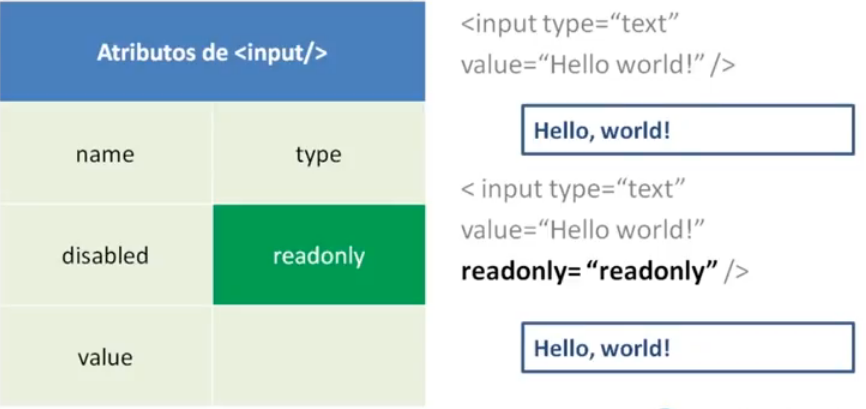 Atributos de <input/>
name
type
disabled
readonly
value
<input type=“text”
value=“Hello world!” />
Hello, world!
< input type=“text”
value=“Hello world!”
readonly= “readonly” />
Hello, world!